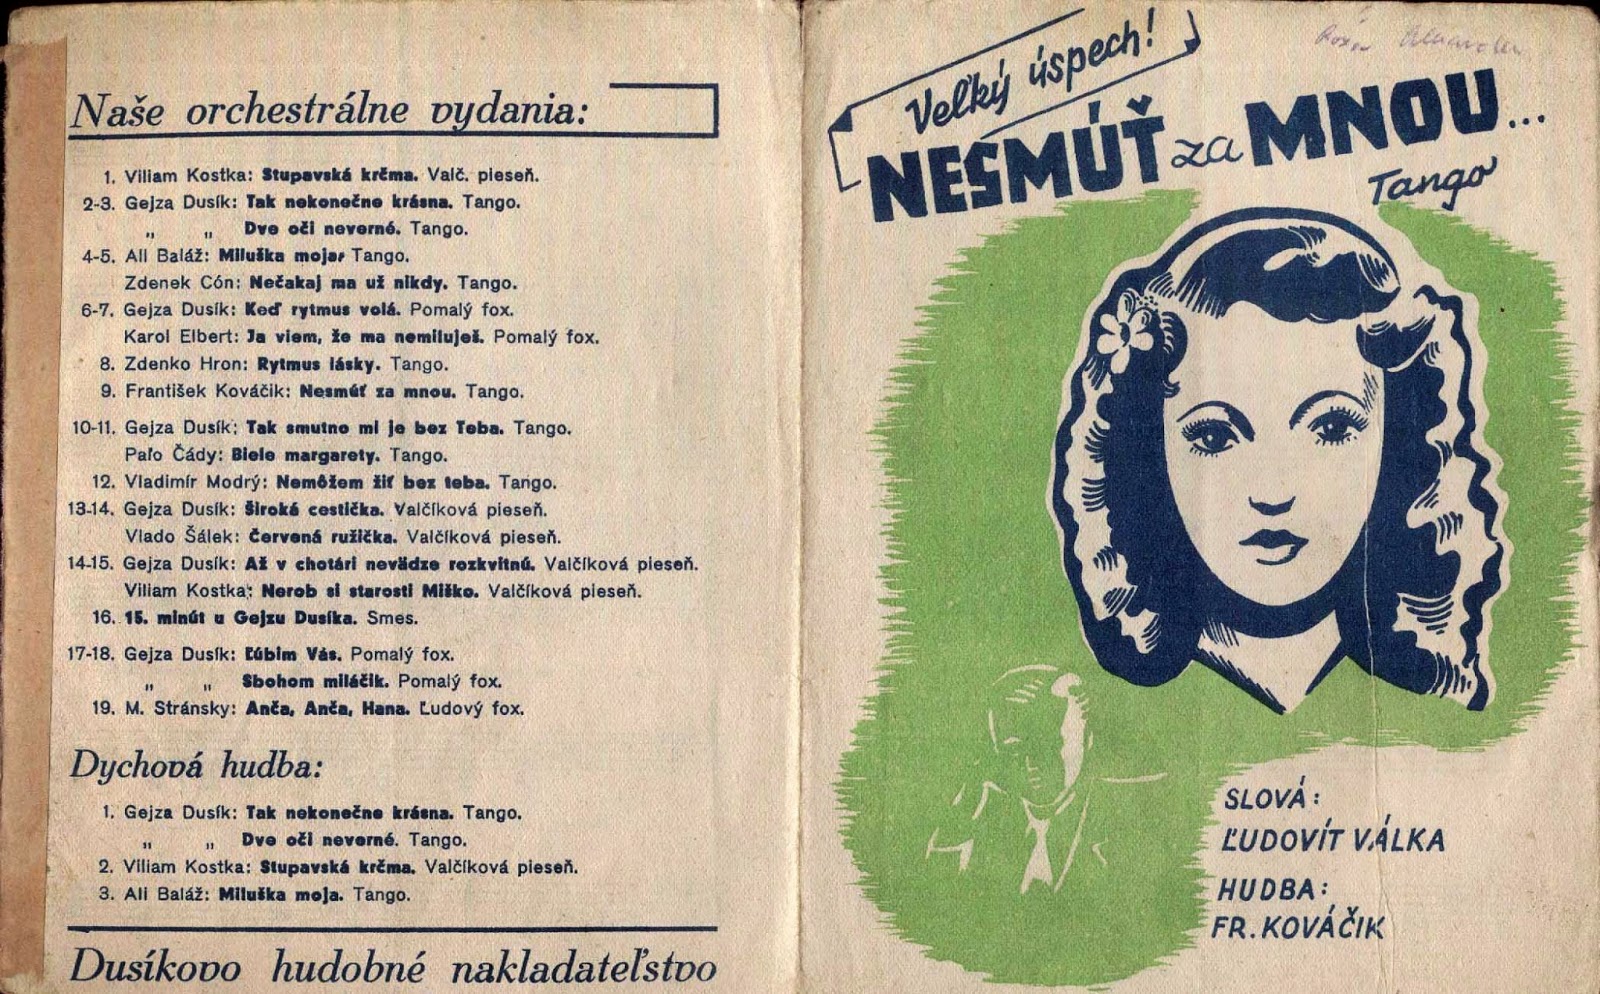 Naše orchestrálne vydania:
1. Viliam Kostka: Stupavská krčma. Valč. pieseň.
2-3. Gejza Dusík: Tak nekonečne krásna. Tango.
„ „ Dve oči neverné. Tango.
4-5. Ali Baláž: Miluška moja, Tango.
Zdenek Cón: Nečakaj ma už nikdy. Tango.
6-7. Gejza Dusík: Keď rytmus volá. Pomalý fox.
Karol Elbert: Ja viem, že ma nemiluješ. Pomalý fox.
8. Zdenko Hron: Rytmus lásky. Tango.
9. František Kováčik: Nesmúť za mnou. Tango.
10-11. Gejza Dusík: Tak smutno mi je bez Teba. Tango.
Paľo Čády: Biele margarety. Tango.
12. Vladimír Modrý: Nemôžem žiť bez teba. Tango.
13-14. Gejza Dusík: Široká cestička. Valčíková pieseň.
Vlado Šálek: Červená ružička. Valčíková pieseň.
14-15. Gejza Dusík: Až v chotári nevädze rozkvitnú. Valčíková pieseň.
Viliam Kostka: Nerob si starosti Miško. Valčíková pieseň.
16. 15. minút u Gejzu Dusíka. Smes.
17-18. Gejza Dusík: Ľúbim Vás. Pomalý fox.
„ „ Sbohom miláčik. Pomalý fox.
19. M. Stránsky: Anča, Anča, Hana. Ľudový fox.
Dychová hudba:
1. Gejza Dusík: Tak nekonečne krásna. Tango.
„ „ Dve oči neverné. Tango.
2. Viliam Kostka: Stupavská krčma. Valčíková pieseň.
3. Ali Baláž: Miluška moja. Tango.
Dusíkovo hudobné nakladateľstvo
Veľký úspech!
NESMÚŤ za MNOU...
Tango
SLOVÁ:
ĽUDOVÍT VÁLKA
HUDBA:
FR. KOVÁČIK